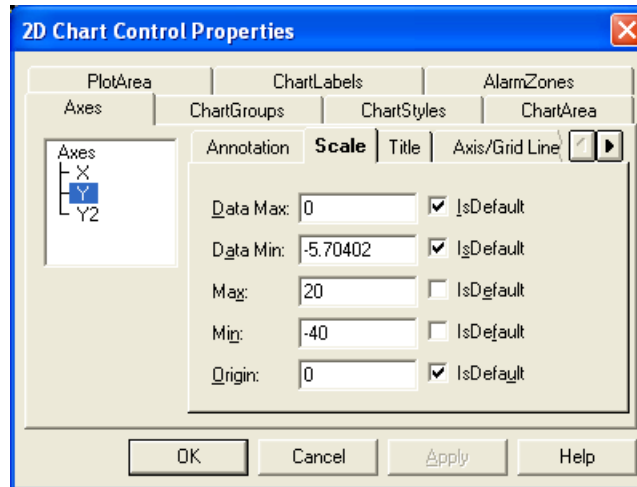 2D Chart Control Properties
PlotArea ChartLabels AlarmZones
Axes ChartGroups ChartStyles ChartArea
Axes
X
Y
Y2
Annotation Scale Title Axis/Grid Line
Data Max: 0 IsDefault
Data Min: -5.70402 IsDefault
Max: 20 IsDefault
Min: -40 IsDefault
Origin: 0 IsDefault
OK Cancel Apply Help